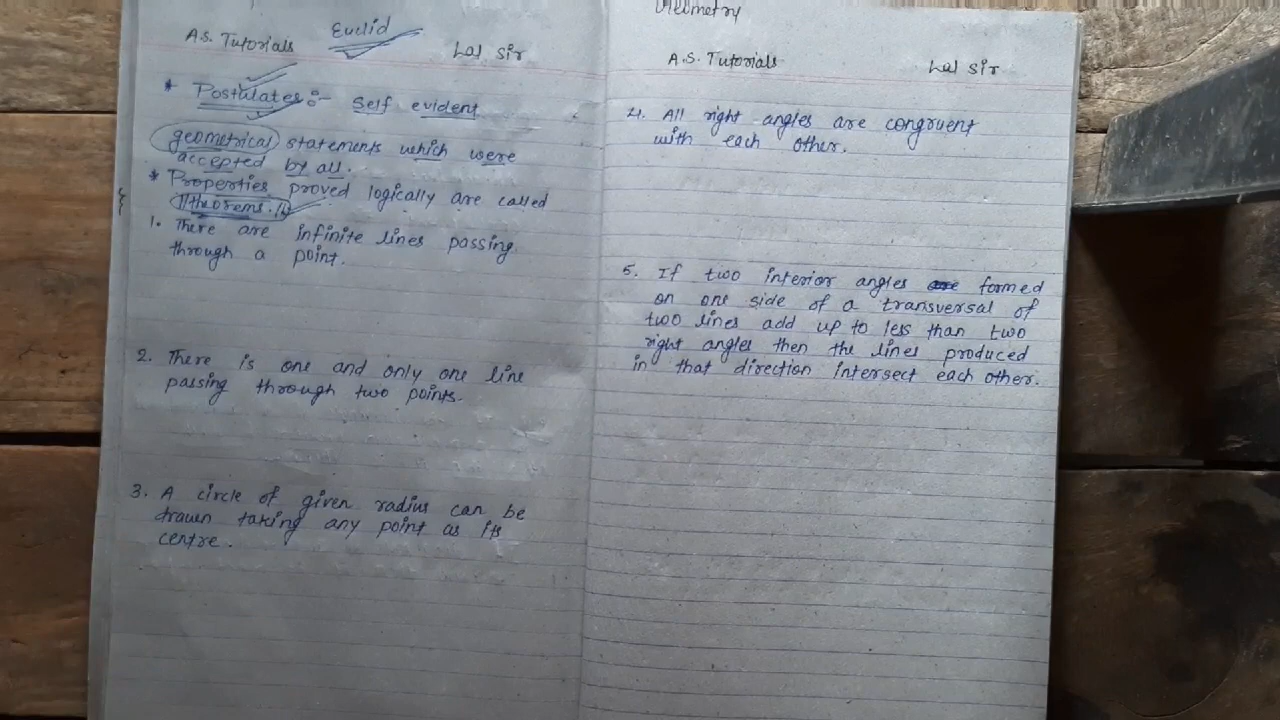 Euclid
A.S. Tutorials Lal Sir
* Postulates :- Self evident
geometrical statements which were
accepted by all.
* Properties proved logically are called
Theorems.
1. There are infinite lines passing
through a point.
2. There is one and only one line
passing through two points.
3. A circle of given radius can be
drawn taking any point as its
centre.
Geometry
A.S. Tutorials Lal Sir
4. All right angles are congruent
with each other.
5. If two interior angles formed
on one side of a transversal of
two lines add up to less than two
right angles then the lines produced
in that direction intersect each other.